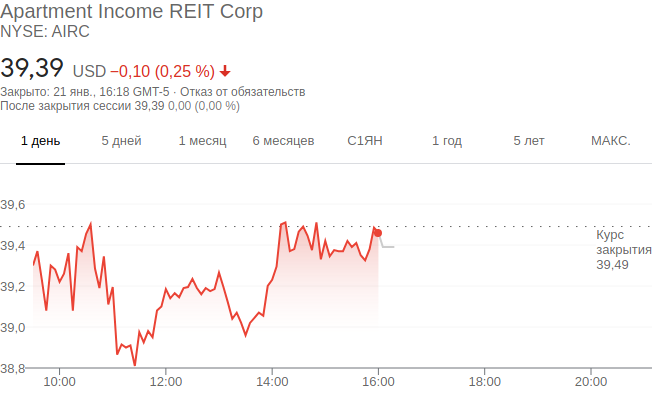 Apartment Income REIT Corp
NYSE: AIRC
39,39 USD −0,10 (0,25 %)
Закрыто: 21 янв., 16:18 GMT-5 · Отказ от обязательств
После закрытия сессии 39,39 0,00 (0,00 %)
1 день 5 дней 1 месяц 6 месяцев С1ЯН 1 год 5 лет МАКС.
39,6
39,4
39,2
39,0
38,8
Курс
закрытия
39,49
10:00 12:00 14:00 16:00 18:00 20:00